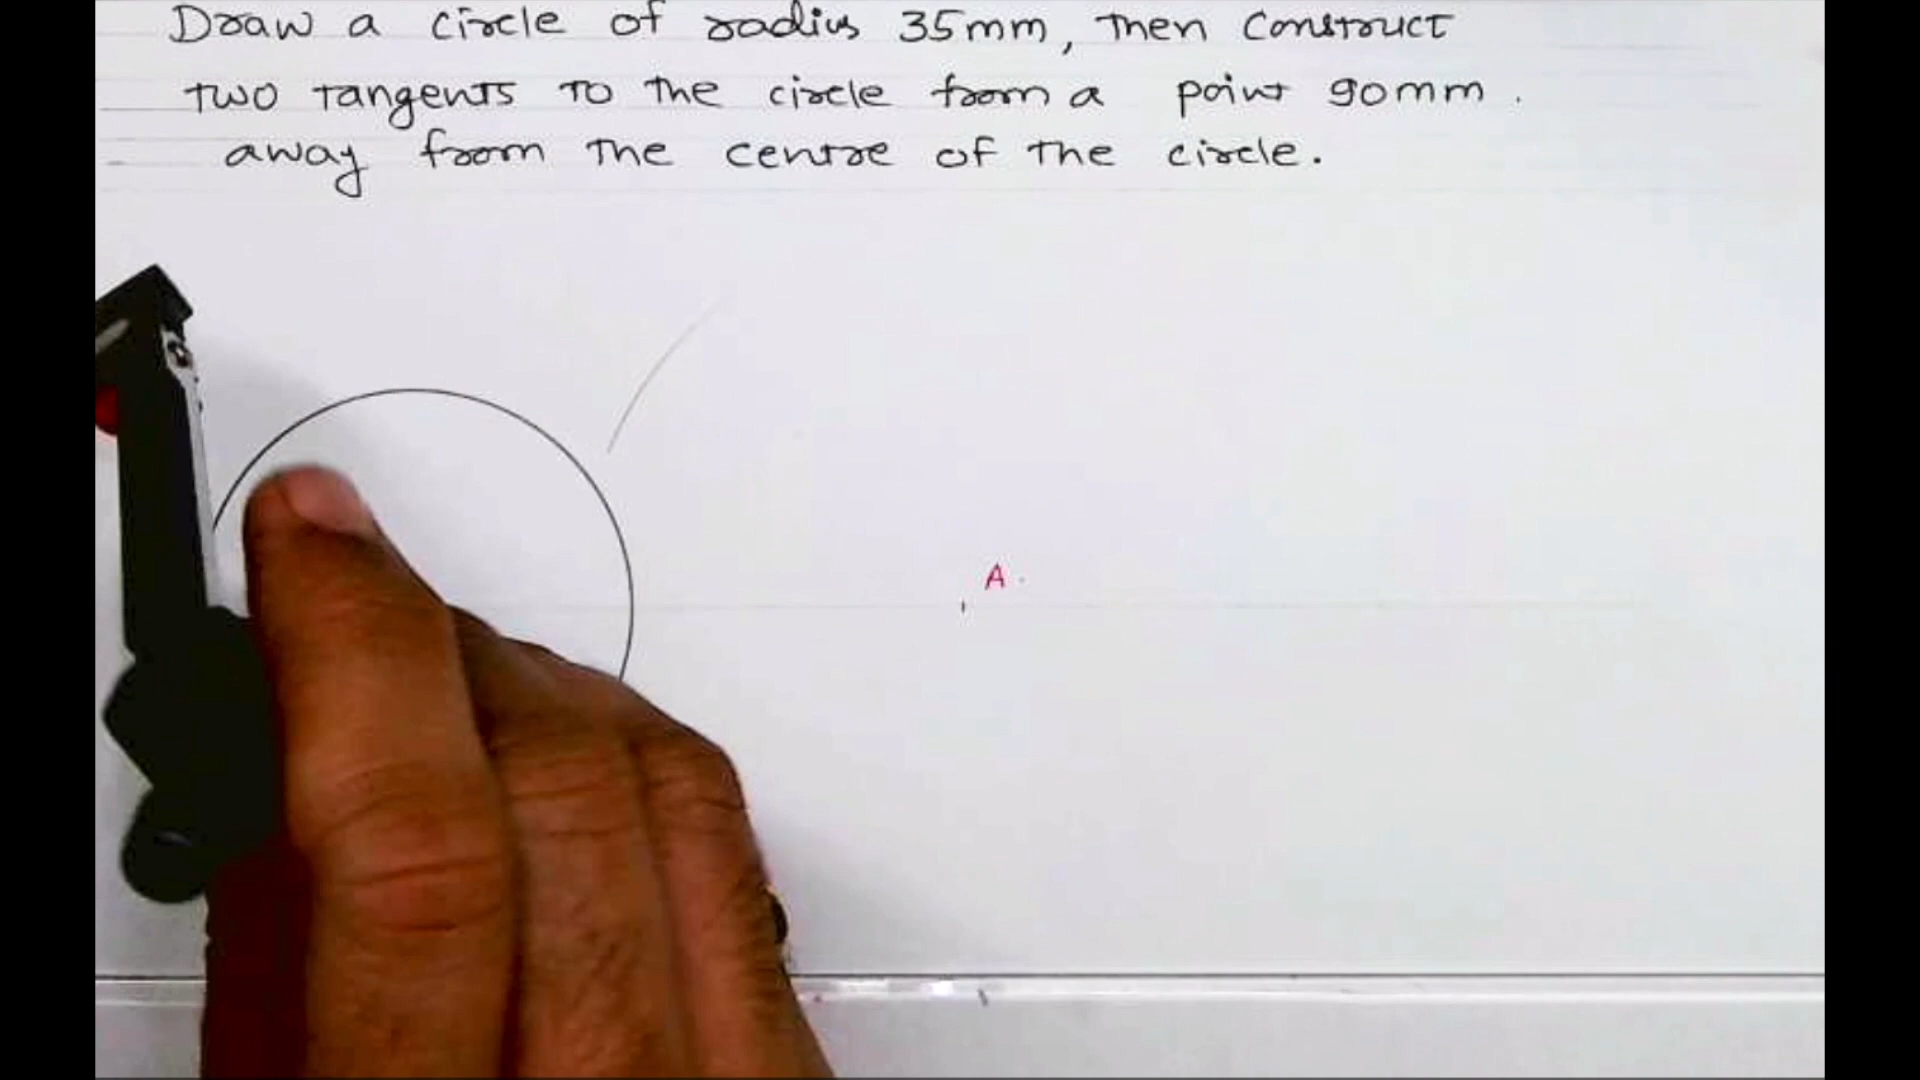 Draw a circle of radius 35mm, Then Construct
Two Tangents To The circle from a point 90mm.
away from The centre of The circle.
A